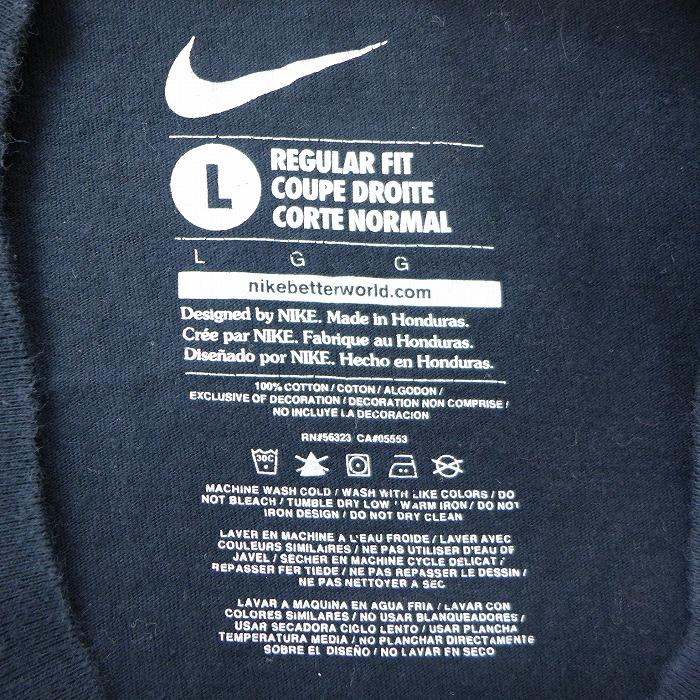 L
REGULAR FIT
COUPE DROITE
CORTE NORMAL
L G G
nikebetterworld.com
Designed by NIKE. Made in Honduras.
Crée par NIKE. Fabrique au Honduras.
Diseñado por NIKE. Hecho en Honduras.
100% COTTON / COTON / ALGODON /
EXCLUSIVE OF DECORATION / DECORATION NON COMPRISE /
NO INCLUYE LA DECORACIÓN
RN#56323 CA#05553
30C
MACHINE WASH COLD / WASH WITH LIKE COLORS / DO
NOT BLEACH / TUMBLE DRY LOW / WARM IRON / DO NOT
IRON DESIGN / DO NOT DRY CLEAN
LAVER EN MACHINE A L'EAU FROIDE / LAVER AVEC
COULEURS SIMILAIRES / NE PAS UTILISER D'EAU DE
JAVEL / SECHER EN MACHINE CYCLE DELICAT /
REPASSER FER TIEDE / NE PAS REPASSER LE DESSIN /
NE PAS NETTOYER A SEC
LAVAR A MAQUINA EN AGUA FRIA / LAVAR CON
COLORES SIMILARES / NO USAR BLANQUEADORES /
USAR SECADORA CICLO LENTO / USAR PLANCHA
TEMPERATURA MEDIA / NO PLANCHAR DIRECTAMENTE
SOBRE EL DISEÑO / NO LAVAR EN SECO